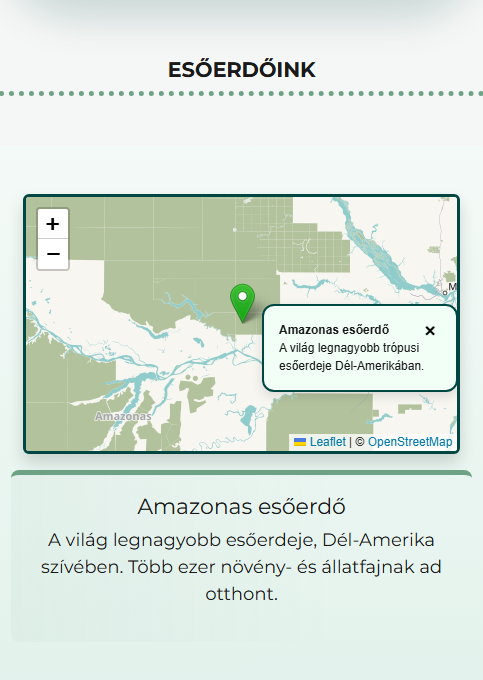 ESŐERDŐINK
+
−
M
Amazonas esőerdő ×
A világ legnagyobb trópusi
esőerdeje Dél-Amerikában.
Amazonas
Leaflet | © OpenStreetMap
Amazonas esőerdő
A világ legnagyobb esőerdeje, Dél-Amerika
szívében. Több ezer növény- és állatfajnak ad
otthont.